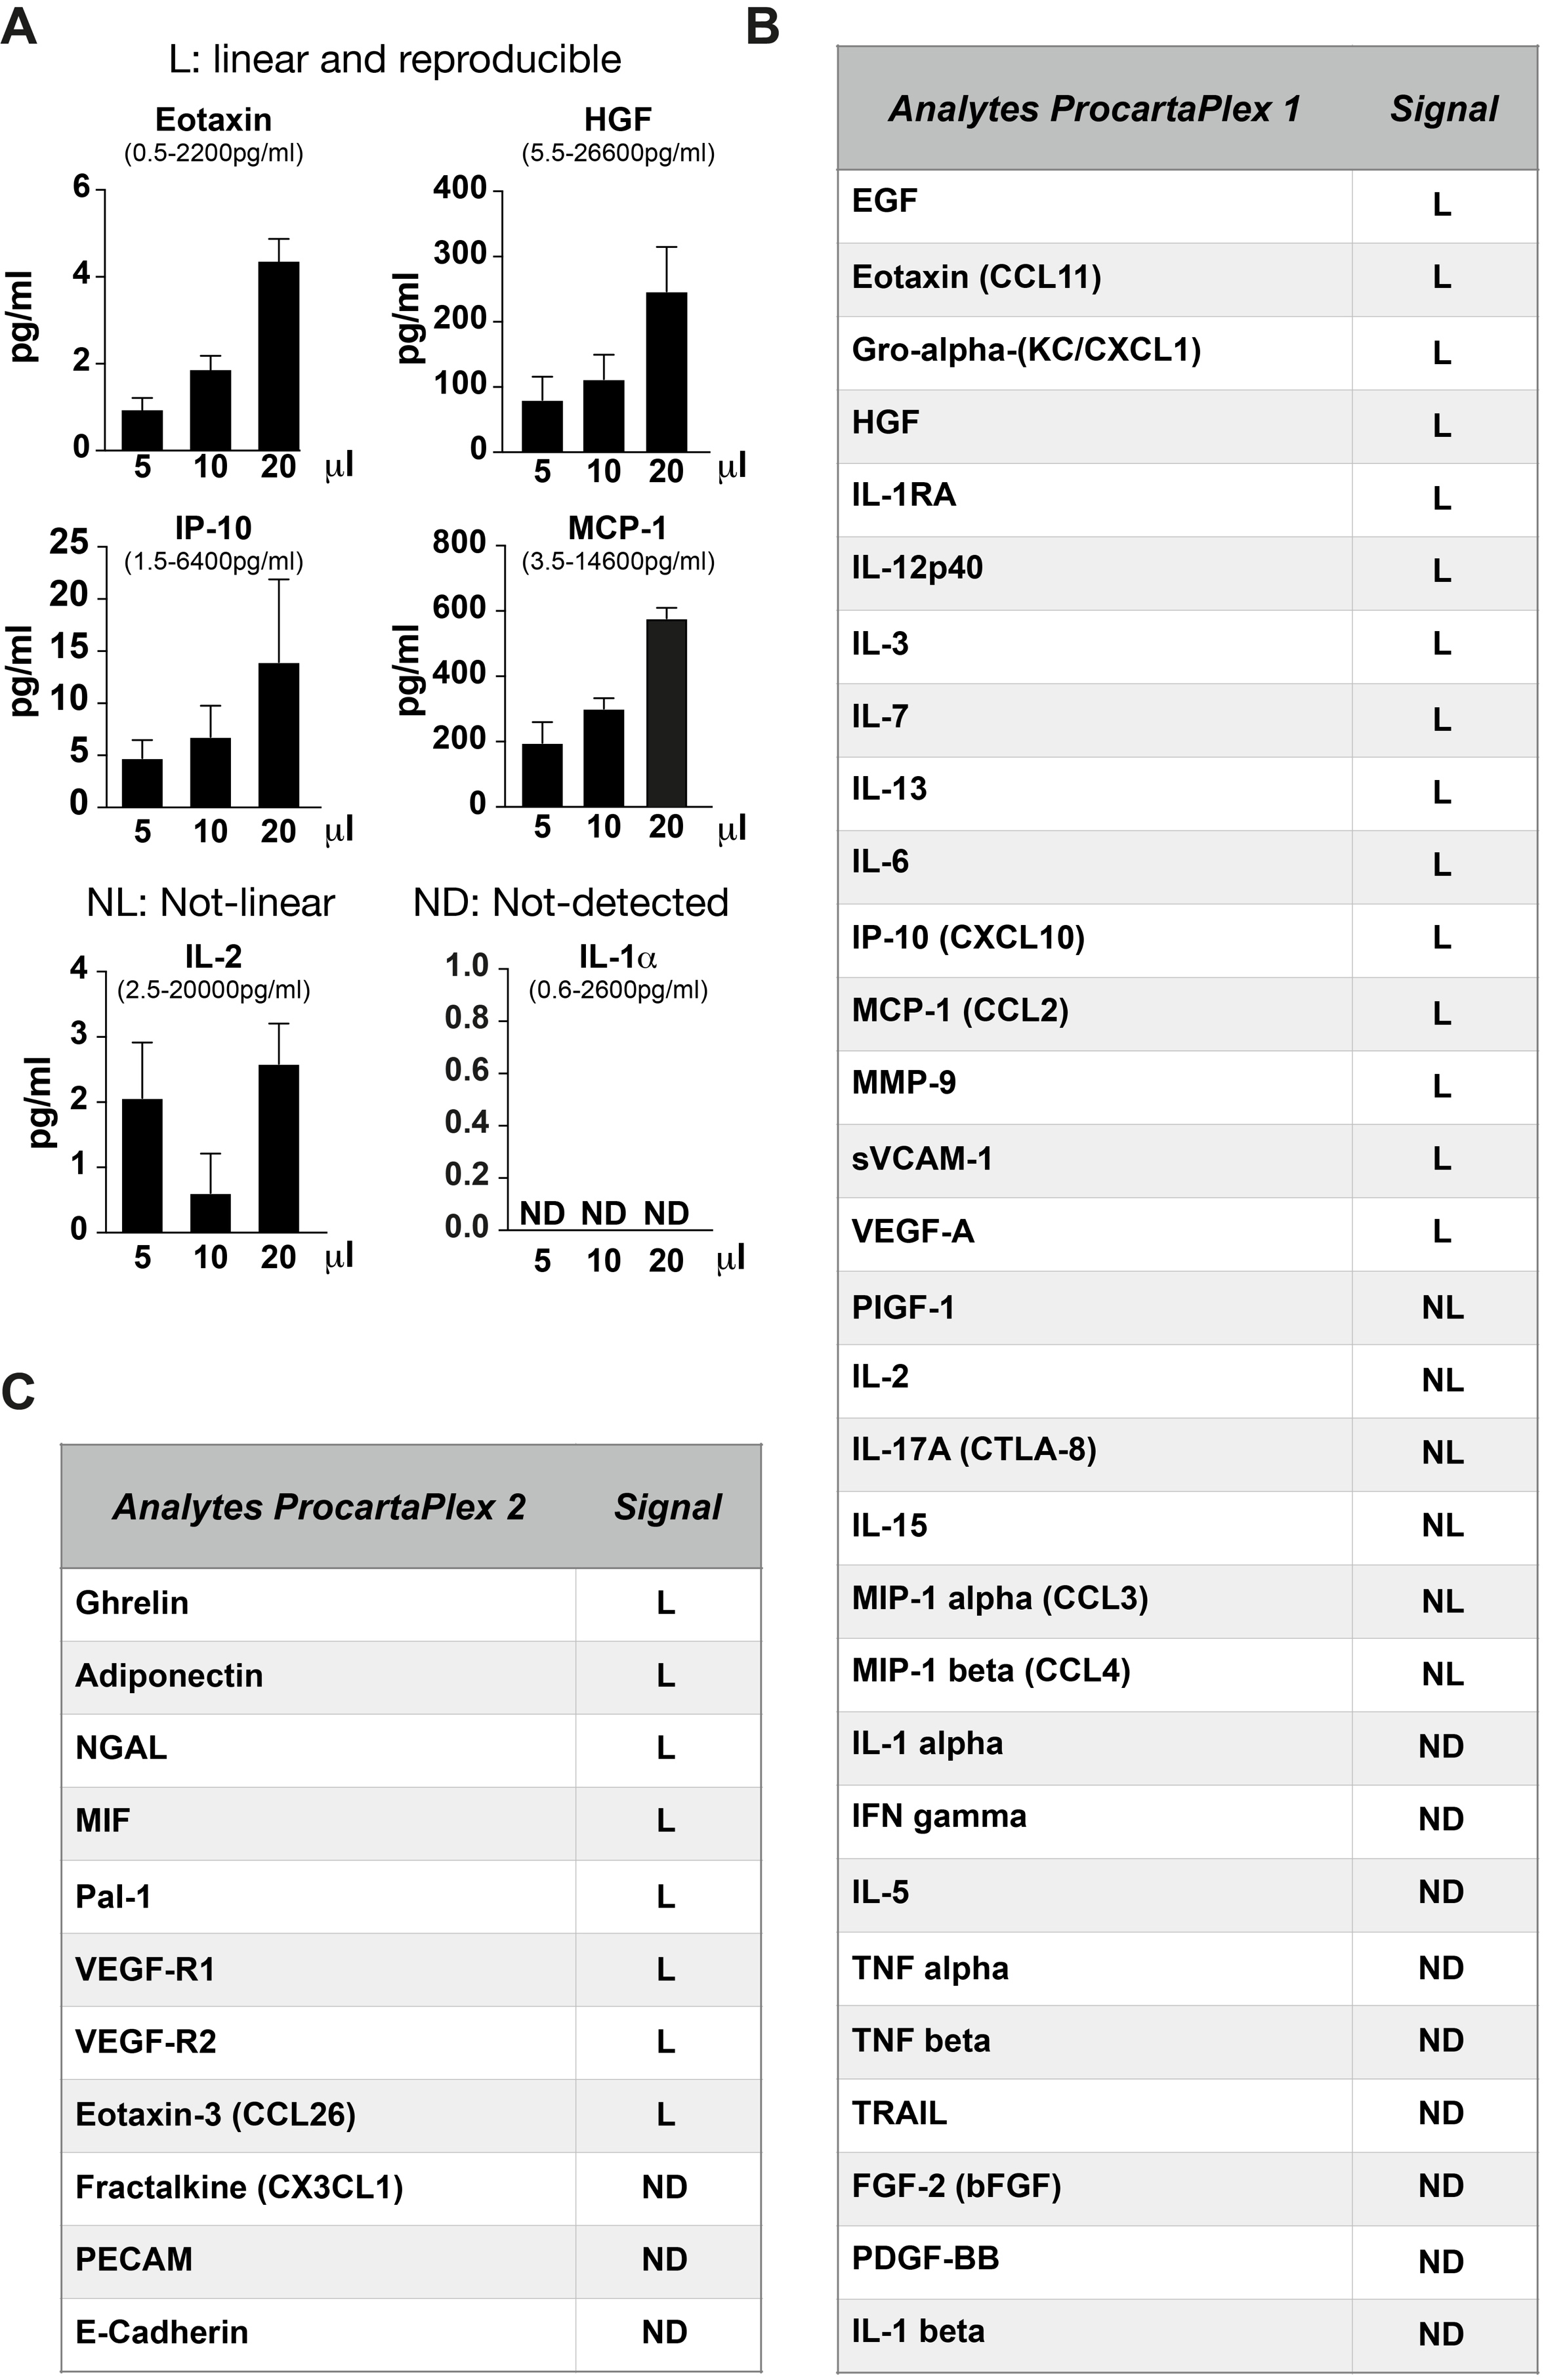 A
L: linear and reproducible
Eotaxin
(0.5-2200pg/ml)
6
4
2
0
pg/ml
5 10 20 μl
HGF
(5.5-26600pg/ml)
400
300
200
100
0
pg/ml
5 10 20 μl
IP-10
(1.5-6400pg/ml)
25
20
15
10
5
0
pg/ml
5 10 20 μl
MCP-1
(3.5-14600pg/ml)
800
600
400
200
0
pg/ml
5 10 20 μl
NL: Not-linear
IL-2
(2.5-20000pg/ml)
4
3
2
1
0
pg/ml
5 10 20 μl
ND: Not-detected
IL-1α
(0.6-2600pg/ml)
1.0
0.8
0.6
0.4
0.2
0.0
ND ND ND
5 10 20 μl
B
Analytes ProcartaPlex 1 Signal
EGF L
Eotaxin (CCL11) L
Gro-alpha-(KC/CXCL1) L
HGF L
IL-1RA L
IL-12p40 L
IL-3 L
IL-7 L
IL-13 L
IL-6 L
IP-10 (CXCL10) L
MCP-1 (CCL2) L
MMP-9 L
sVCAM-1 L
VEGF-A L
PIGF-1 NL
IL-2 NL
IL-17A (CTLA-8) NL
IL-15 NL
MIP-1 alpha (CCL3) NL
MIP-1 beta (CCL4) NL
IL-1 alpha ND
IFN gamma ND
IL-5 ND
TNF alpha ND
TNF beta ND
TRAIL ND
FGF-2 (bFGF) ND
PDGF-BB ND
IL-1 beta ND
C
Analytes ProcartaPlex 2 Signal
Ghrelin L
Adiponectin L
NGAL L
MIF L
Pal-1 L
VEGF-R1 L
VEGF-R2 L
Eotaxin-3 (CCL26) L
Fractalkine (CX3CL1) ND
PECAM ND
E-Cadherin ND